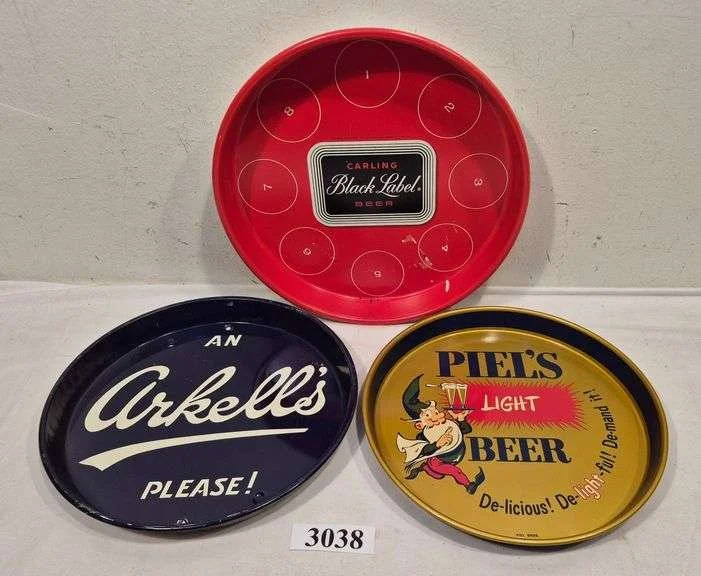 1
2
3
4
5
6
7
8
CARLING
Black Label
BEER
AN
Arkell's
PLEASE!
PIEL'S
LIGHT
BEER
De-licious! De-light-ful! De-mand it!
3038